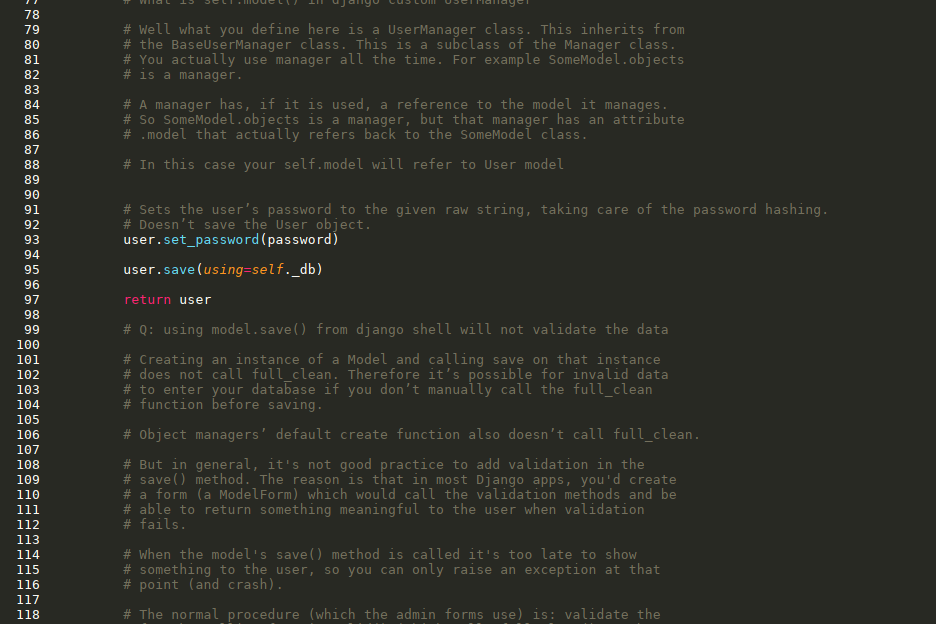 77 # What is self.model() in django custom UserManager
78
79 # Well what you define here is a UserManager class. This inherits from
80 # the BaseUserManager class. This is a subclass of the Manager class.
81 # You actually use manager all the time. For example SomeModel.objects
82 # is a manager.
83
84 # A manager has, if it is used, a reference to the model it manages.
85 # So SomeModel.objects is a manager, but that manager has an attribute
86 # .model that actually refers back to the SomeModel class.
87
88 # In this case your self.model will refer to User model
89
90
91 # Sets the user’s password to the given raw string, taking care of the password hashing.
92 # Doesn’t save the User object.
93 user.set_password(password)
94
95 user.save(using=self._db)
96
97 return user
98
99 # Q: using model.save() from django shell will not validate the data
100
101 # Creating an instance of a Model and calling save on that instance
102 # does not call full_clean. Therefore it’s possible for invalid data
103 # to enter your database if you don’t manually call the full_clean
104 # function before saving.
105
106 # Object managers’ default create function also doesn’t call full_clean.
107
108 # But in general, it's not good practice to add validation in the
109 # save() method. The reason is that in most Django apps, you'd create
110 # a form (a ModelForm) which would call the validation methods and be
111 # able to return something meaningful to the user when validation
112 # fails.
113
114 # When the model's save() method is called it's too late to show
115 # something to the user, so you can only raise an exception at that
116 # point (and crash).
117
118 # The normal procedure (which the admin forms use) is: validate the